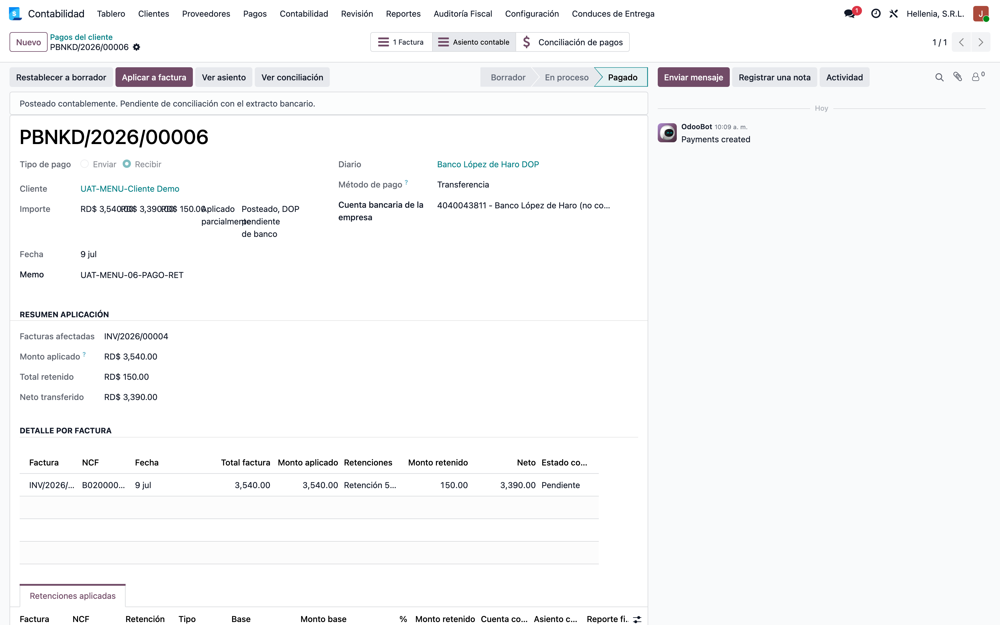 Contabilidad Tablero Clientes Proveedores Pagos Contabilidad Revisión Reportes Auditoría Fiscal Configuración Conduces de Entrega 1 Hellenia, S.R.L. J
Nuevo Pagos del cliente
PBNKD/2026/00006
1 Factura Asiento contable Conciliación de pagos 1 / 1
Restablecer a borrador Aplicar a factura Ver asiento Ver conciliación Borrador En proceso Pagado Enviar mensaje Registrar una nota Actividad 0
Posteado contablemente. Pendiente de conciliación con el extracto bancario.
Hoy
OdooBot 10:09 a. m.
Payments created
PBNKD/2026/00006
Tipo de pago Enviar Recibir
Diario Banco López de Haro DOP
Método de pago ? Transferencia
Cliente UAT-MENU-Cliente Demo
Cuenta bancaria de la empresa 4040043811 - Banco López de Haro (no co...
Importe RD$ 3,540.00 RD$ 3,390.00 RD$ 150.00 Aplicado parcialmente Posteado, pendiente de banco DOP
Fecha 9 jul
Memo UAT-MENU-06-PAGO-RET
RESUMEN APLICACIÓN
Facturas afectadas INV/2026/00004
Monto aplicado ? RD$ 3,540.00
Total retenido RD$ 150.00
Neto transferido RD$ 3,390.00
DETALLE POR FACTURA
Factura NCF Fecha Total factura Monto aplicado Retenciones Monto retenido Neto Estado co...
INV/2026/... B020000... 9 jul 3,540.00 3,540.00 Retención 5... 150.00 3,390.00 Pendiente
Retenciones aplicadas
Factura NCF Retención Tipo Base Monto base % Monto retenido Cuenta co... Asiento c... Reporte fi..